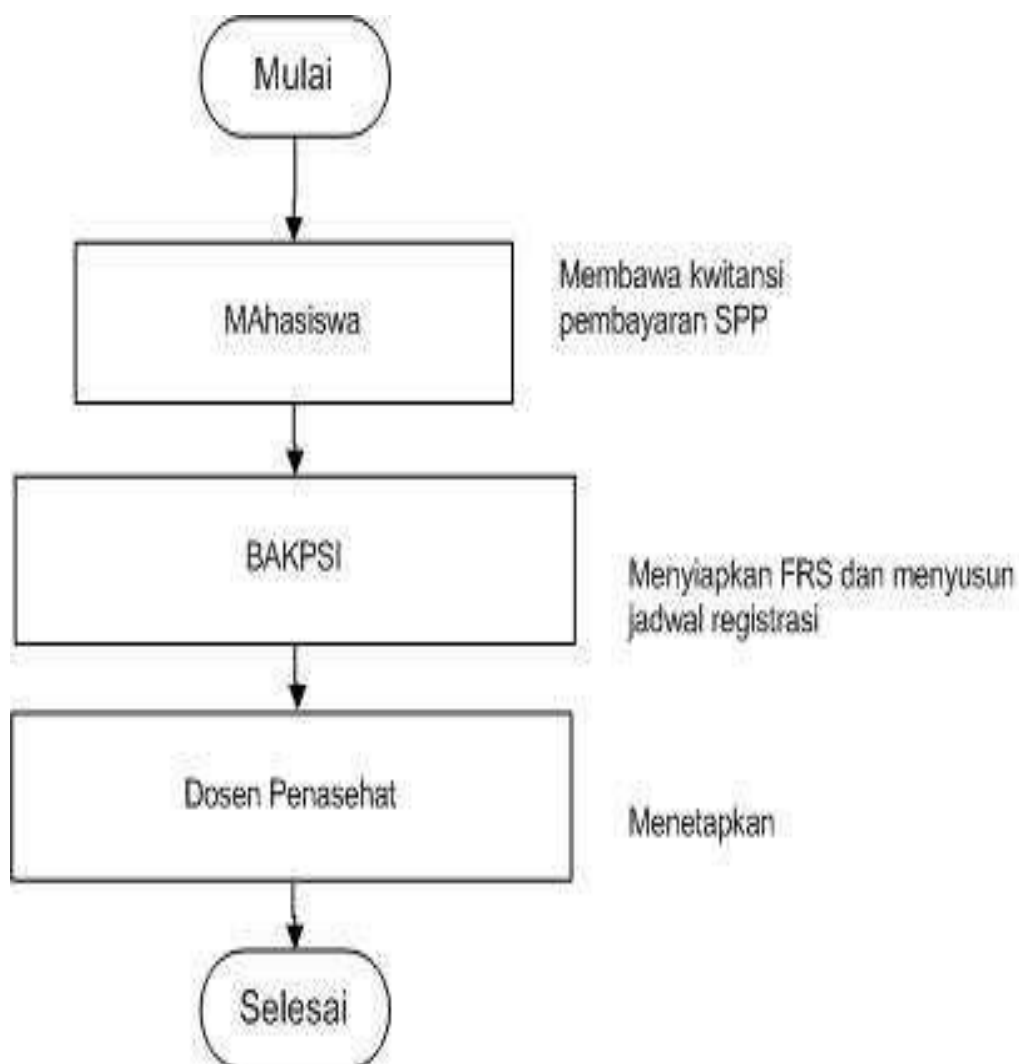 Mulai
MAhasiswa
Membawa kwitansi
pembayaran SPP
BAKPSI
Menyiapkan FRS dan menyusun
jadwal registrasi
Dosen Penasehat
Menetapkan
Selesai